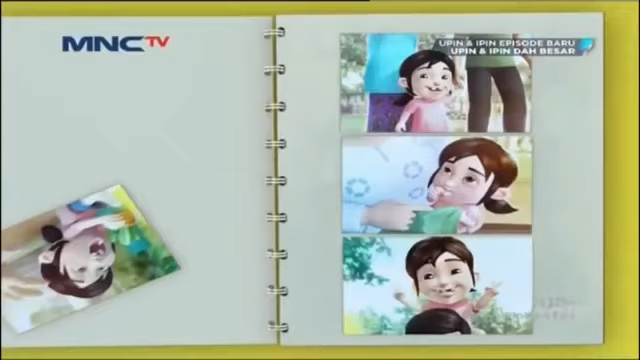 MNCTV
UPIN & IPIN EPISODE BARU
UPIN & IPIN DAH BESAR